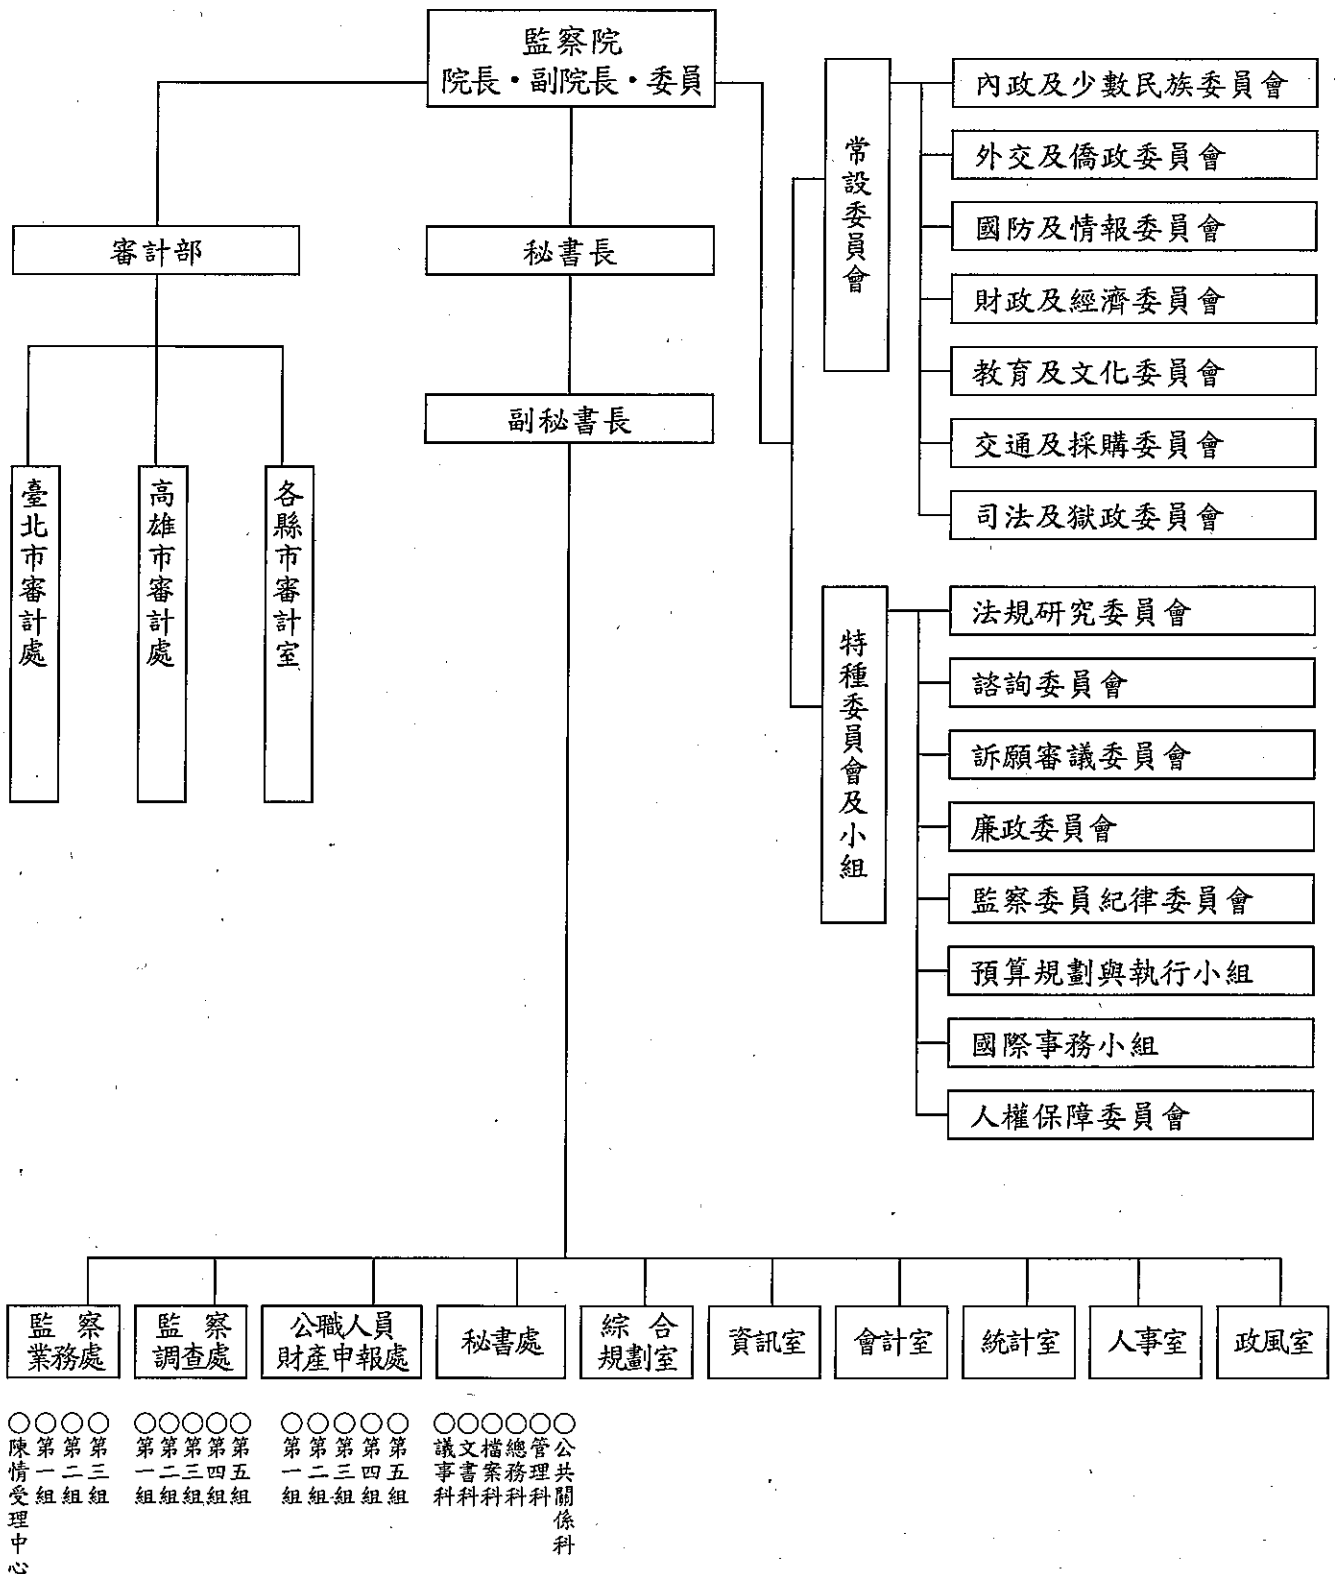 監察院
院長・副院長・委員
審計部
臺北市審計處
高雄市審計處
各縣市審計室
秘書長
副秘書長
常設委員會
內政及少數民族委員會
外交及僑政委員會
國防及情報委員會
財政及經濟委員會
教育及文化委員會
交通及採購委員會
司法及獄政委員會
特種委員會及小組
法規研究委員會
諮詢委員會
訴願審議委員會
廉政委員會
監察委員紀律委員會
預算規劃與執行小組
國際事務小組
人權保障委員會
監察
業務處
○陳情受理中心
○第一組
○第二組
○第三組
監察
調查處
○第一組
○第二組
○第三組
○第四組
○第五組
公職人員
財產申報處
○第一組
○第二組
○第三組
○第四組
○第五組
秘書處
○議事科
○文書科
○檔案科
○總務科
○管理科
○公共關係科
綜合
規劃室
資訊室
會計室
統計室
人事室
政風室